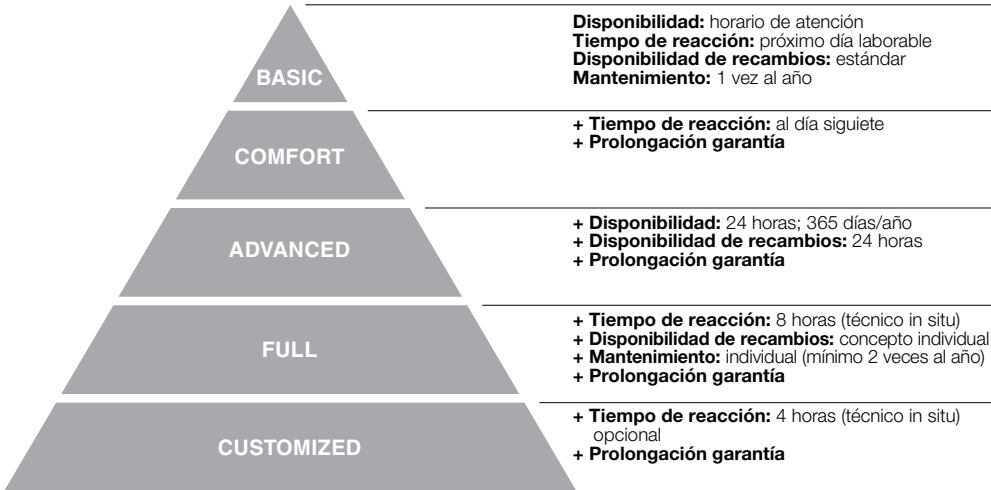 BASIC
Disponibilidad: horario de atención
Tiempo de reacción: próximo día laborable
Disponibilidad de recambios: estándar
Mantenimiento: 1 vez al año
COMFORT
+ Tiempo de reacción: al día siguiete
+ Prolongación garantía
ADVANCED
+ Disponibilidad: 24 horas; 365 días/año
+ Disponibilidad de recambios: 24 horas
+ Prolongación garantía
FULL
+ Tiempo de reacción: 8 horas (técnico in situ)
+ Disponibilidad de recambios: concepto individual
+ Mantenimiento: individual (mínimo 2 veces al año)
+ Prolongación garantía
CUSTOMIZED
+ Tiempo de reacción: 4 horas (técnico in situ)
opcional
+ Prolongación garantía